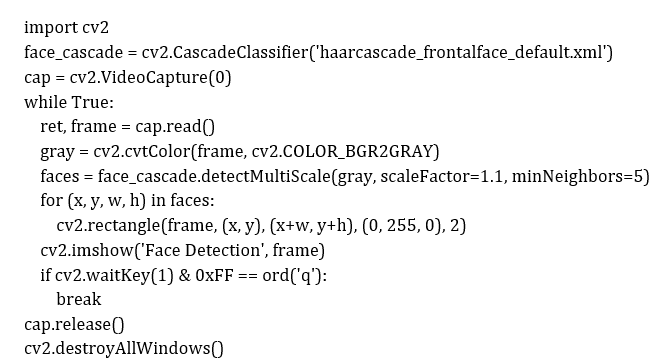 import cv2
face_cascade = cv2.CascadeClassifier('haarcascade_frontalface_default.xml')
cap = cv2.VideoCapture(0)
while True:
    ret, frame = cap.read()
    gray = cv2.cvtColor(frame, cv2.COLOR_BGR2GRAY)
    faces = face_cascade.detectMultiScale(gray, scaleFactor=1.1, minNeighbors=5)
    for (x, y, w, h) in faces:
        cv2.rectangle(frame, (x, y), (x+w, y+h), (0, 255, 0), 2)
    cv2.imshow('Face Detection', frame)
    if cv2.waitKey(1) & 0xFF == ord('q'):
        break
cap.release()
cv2.destroyAllWindows()